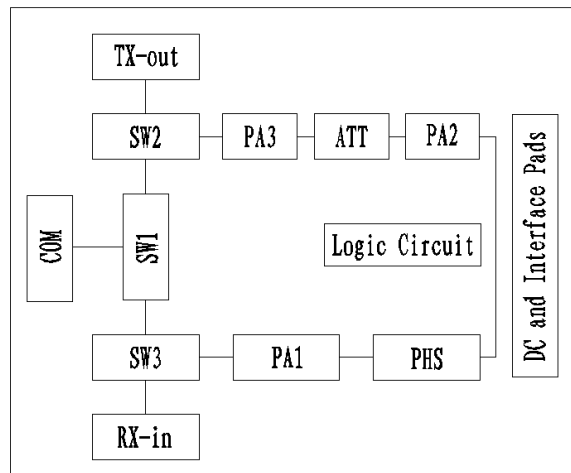 TX-out
SW2
PA3
ATT
PA2
DC and Interface Pads
COM
SW1
Logic Circuit
SW3
PA1
PHS
RX-in